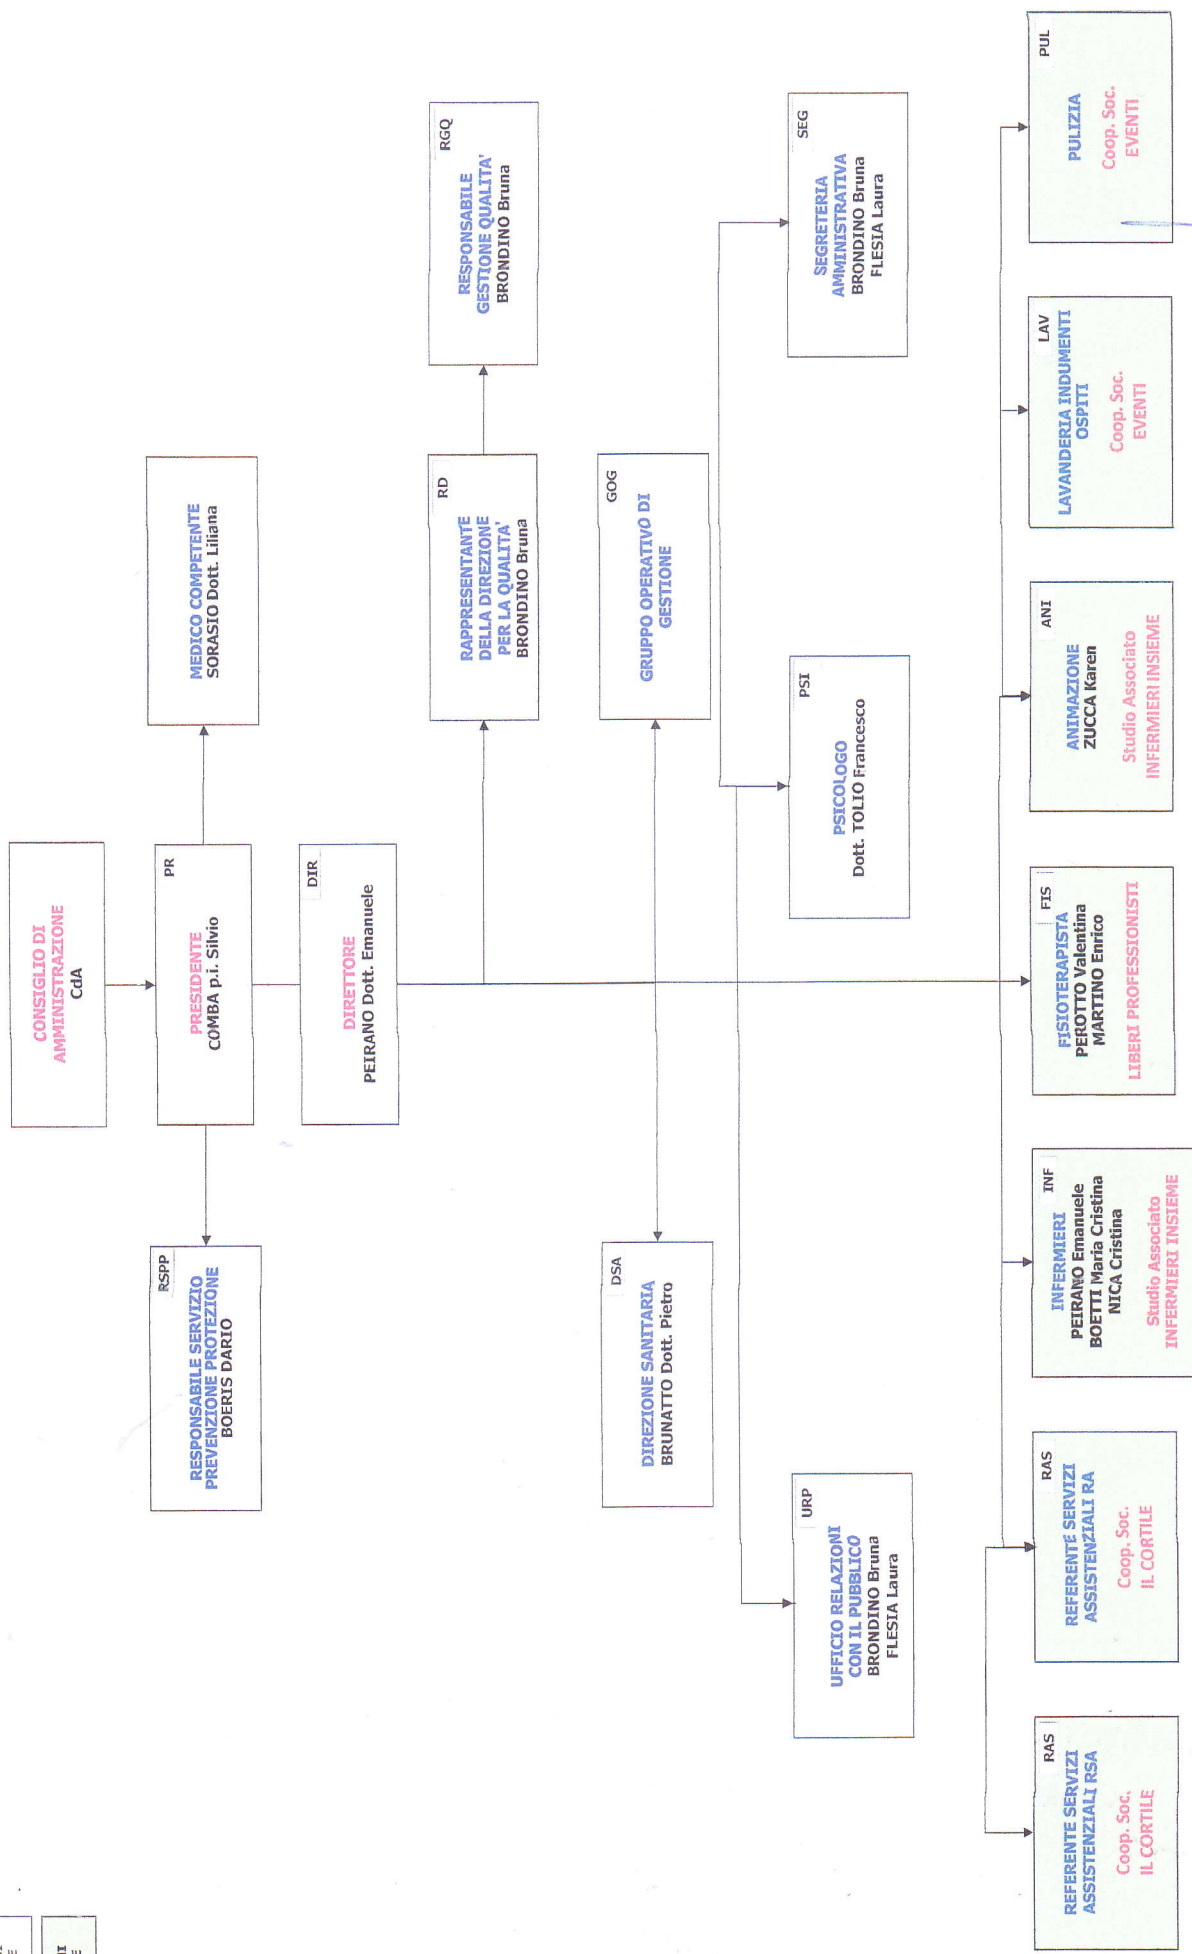 CONSIGLIO DI
AMMINISTRAZIONE
CdA
PR
PRESIDENTE
COMBA p.i. Silvio
RSPP
RESPONSABILE SERVIZIO
PREVENZIONE PROTEZIONE
BOERIS DARIO
MEDICO COMPETENTE
SORASIO Dott. Liliana
DIR
DIRETTORE
PEIRANO Dott. Emanuele
RD
RAPPRESENTANTE
DELLA DIREZIONE
PER LA QUALITA'
BRONDINO Bruna
RGQ
RESPONSABILE
GESTIONE QUALITA'
BRONDINO Bruna
DSA
DIREZIONE SANITARIA
BRUNATTO Dott. Pietro
GOG
GRUPPO OPERATIVO DI
GESTIONE
URP
UFFICIO RELAZIONI
CON IL PUBBLICO
BRONDINO Bruna
FLESIA Laura
PSI
PSICOLOGO
Dott. TOLIO Francesco
SEG
SEGRETERIA
AMMINISTRATIVA
BRONDINO Bruna
FLESIA Laura
RAS
REFERENTE SERVIZI
ASSISTENZIALI RSA
Coop. Soc.
IL CORTILE
RAS
REFERENTE SERVIZI
ASSISTENZIALI RA
Coop. Soc.
IL CORTILE
INF
INFERMIERI
PEIRANO Emanuele
BOETTI Maria Cristina
NICA Cristina
Studio Associato
INFERMIERI INSIEME
FIS
FISIOTERAPISTA
PEROTTO Valentina
MARTINO Enrico
LIBERI PROFESSIONISTI
ANI
ANIMAZIONE
ZUCCA Karen
Studio Associato
INFERMIERI INSIEME
LAV
LAVANDERIA INDUMENTI
OSPITI
Coop. Soc.
EVENTI
PUL
PULIZIA
Coop. Soc.
EVENTI